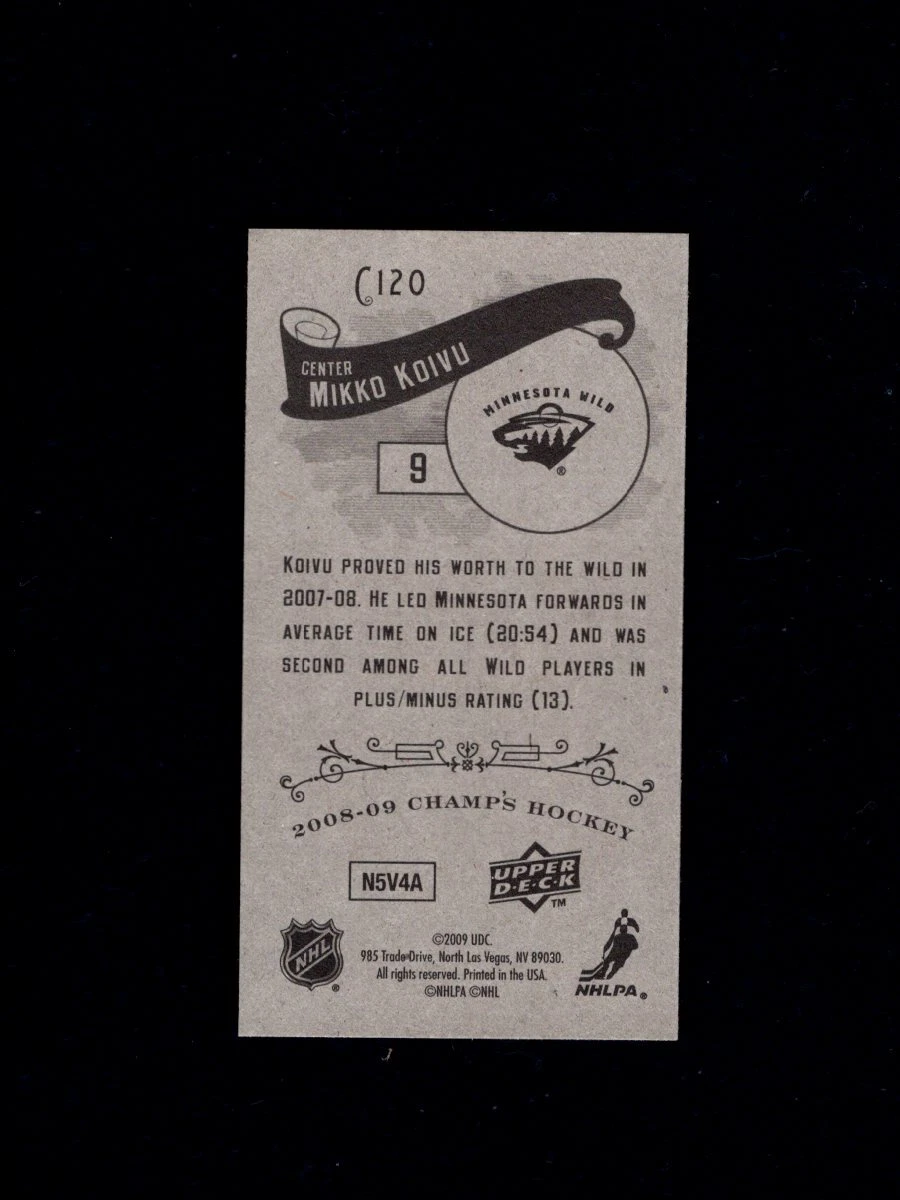 C120
CENTER
MIKKO KOIVU
MINNESOTA WILD
®
9
KOIVU PROVED HIS WORTH TO THE WILD IN
2007-08. HE LED MINNESOTA FORWARDS IN
AVERAGE TIME ON ICE (20:54) AND WAS
SECOND AMONG ALL WILD PLAYERS IN
PLUS/MINUS RATING (13).
2008-09 CHAMP'S HOCKEY
N5V4A
UPPER
D·E·C·K
TM
NHL
®
©2009 UDC.
985 Trade Drive, North Las Vegas, NV 89030.
All rights reserved. Printed in the USA.
©NHLPA ©NHL
NHLPA®